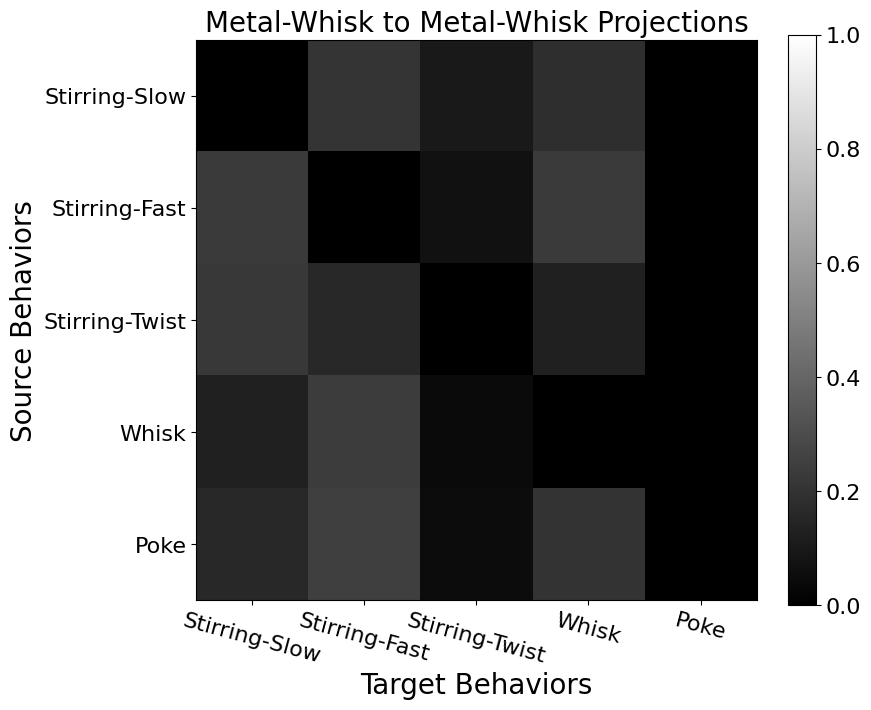 Metal-Whisk to Metal-Whisk Projections
Source Behaviors
Stirring-Slow
Stirring-Fast
Stirring-Twist
Whisk
Poke
Stirring-Slow
Stirring-Fast
Stirring-Twist
Whisk
Poke
Target Behaviors
1.0
0.8
0.6
0.4
0.2
0.0